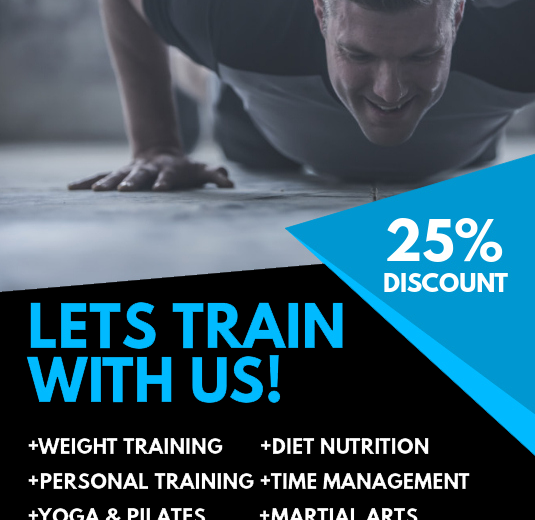 25%
DISCOUNT
LETS TRAIN
WITH US!
+WEIGHT TRAINING +DIET NUTRITION
+PERSONAL TRAINING +TIME MANAGEMENT
+YOGA & PILATES +MARTIAL ARTS